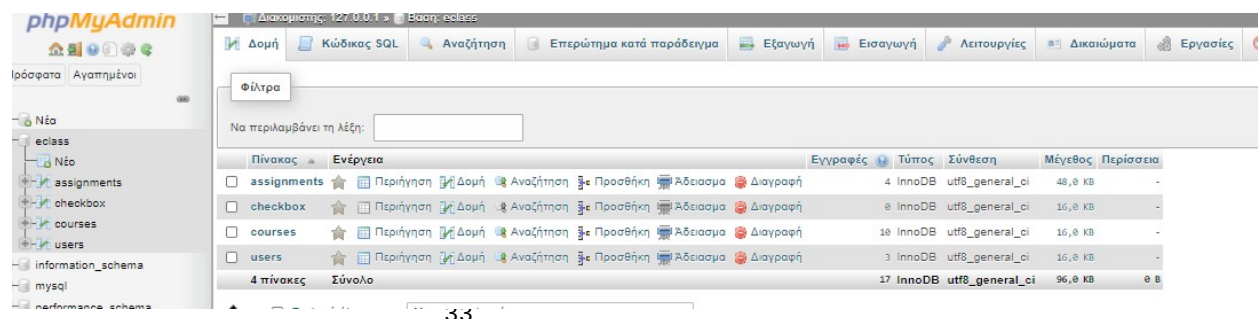 phpMyAdmin
Πρόσφατα Αγαπημένοι
Νέα
eclass
Νέο
assignments
checkbox
courses
users
information_schema
mysql
performance_schema
Διακομιστής: 127.0.0.1 » Βάση: eclass
Δομή Κώδικας SQL Αναζήτηση Επερώτημα κατά παράδειγμα Εξαγωγή Εισαγωγή Λειτουργίες Δικαιώματα Εργασίες
Φίλτρα
Να περιλαμβάνει τη λέξη:
Πίνακας Ενέργεια Εγγραφές Τύπος Σύνθεση Μέγεθος Περίσσεια
assignments Περιήγηση Δομή Αναζήτηση Προσθήκη Άδειασμα Διαγραφή 4 InnoDB utf8_general_ci 48,0 KB -
checkbox Περιήγηση Δομή Αναζήτηση Προσθήκη Άδειασμα Διαγραφή 0 InnoDB utf8_general_ci 16,0 KB -
courses Περιήγηση Δομή Αναζήτηση Προσθήκη Άδειασμα Διαγραφή 10 InnoDB utf8_general_ci 16,0 KB -
users Περιήγηση Δομή Αναζήτηση Προσθήκη Άδειασμα Διαγραφή 3 InnoDB utf8_general_ci 16,0 KB -
4 πίνακες Σύνολο 17 InnoDB utf8_general_ci 96,0 KB 0 B
33